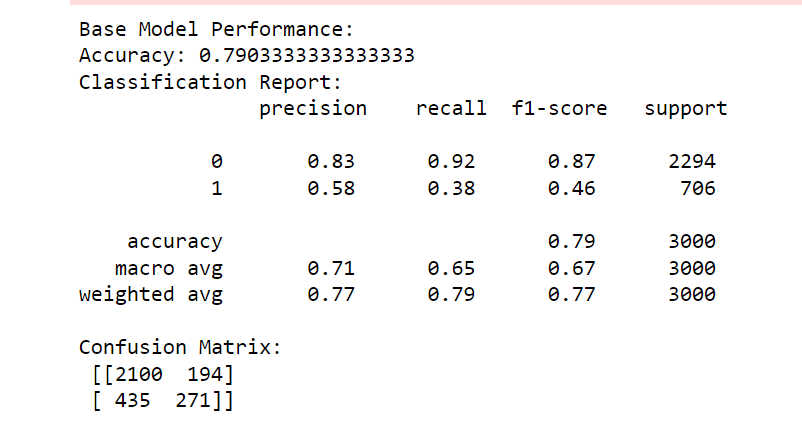 Base Model Performance:
Accuracy: 0.7903333333333333
Classification Report:
precision recall f1-score support
0 0.83 0.92 0.87 2294
1 0.58 0.38 0.46 706
accuracy 0.79 3000
macro avg 0.71 0.65 0.67 3000
weighted avg 0.77 0.79 0.77 3000
Confusion Matrix:
[[2100 194]
[ 435 271]]